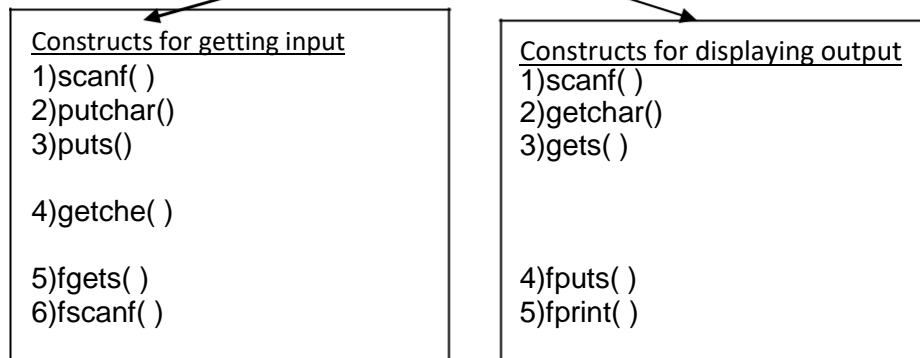 Constructs for getting input
1)scanf( )
2)putchar()
3)puts()
4)getche( )
5)fgets( )
6)fscanf( )
Constructs for displaying output
1)scanf( )
2)getchar()
3)gets( )
4)fputs( )
5)fprint( )